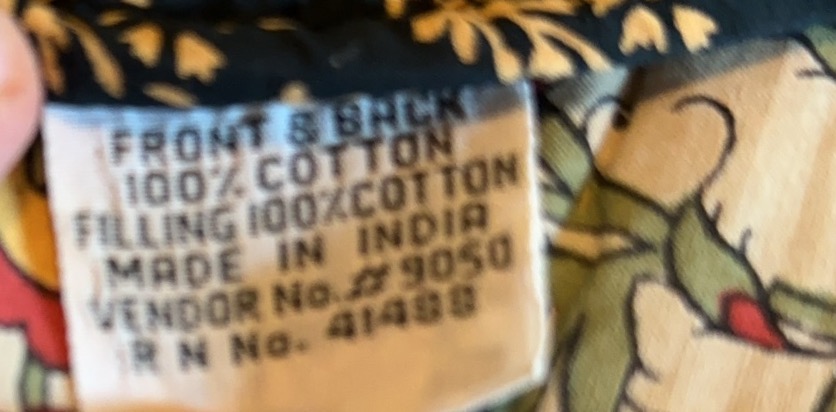 FRONT & BACK
100% COTTON
FILLING 100%COTTON
MADE IN INDIA
VENDOR No.# 9050
R N No. 41488